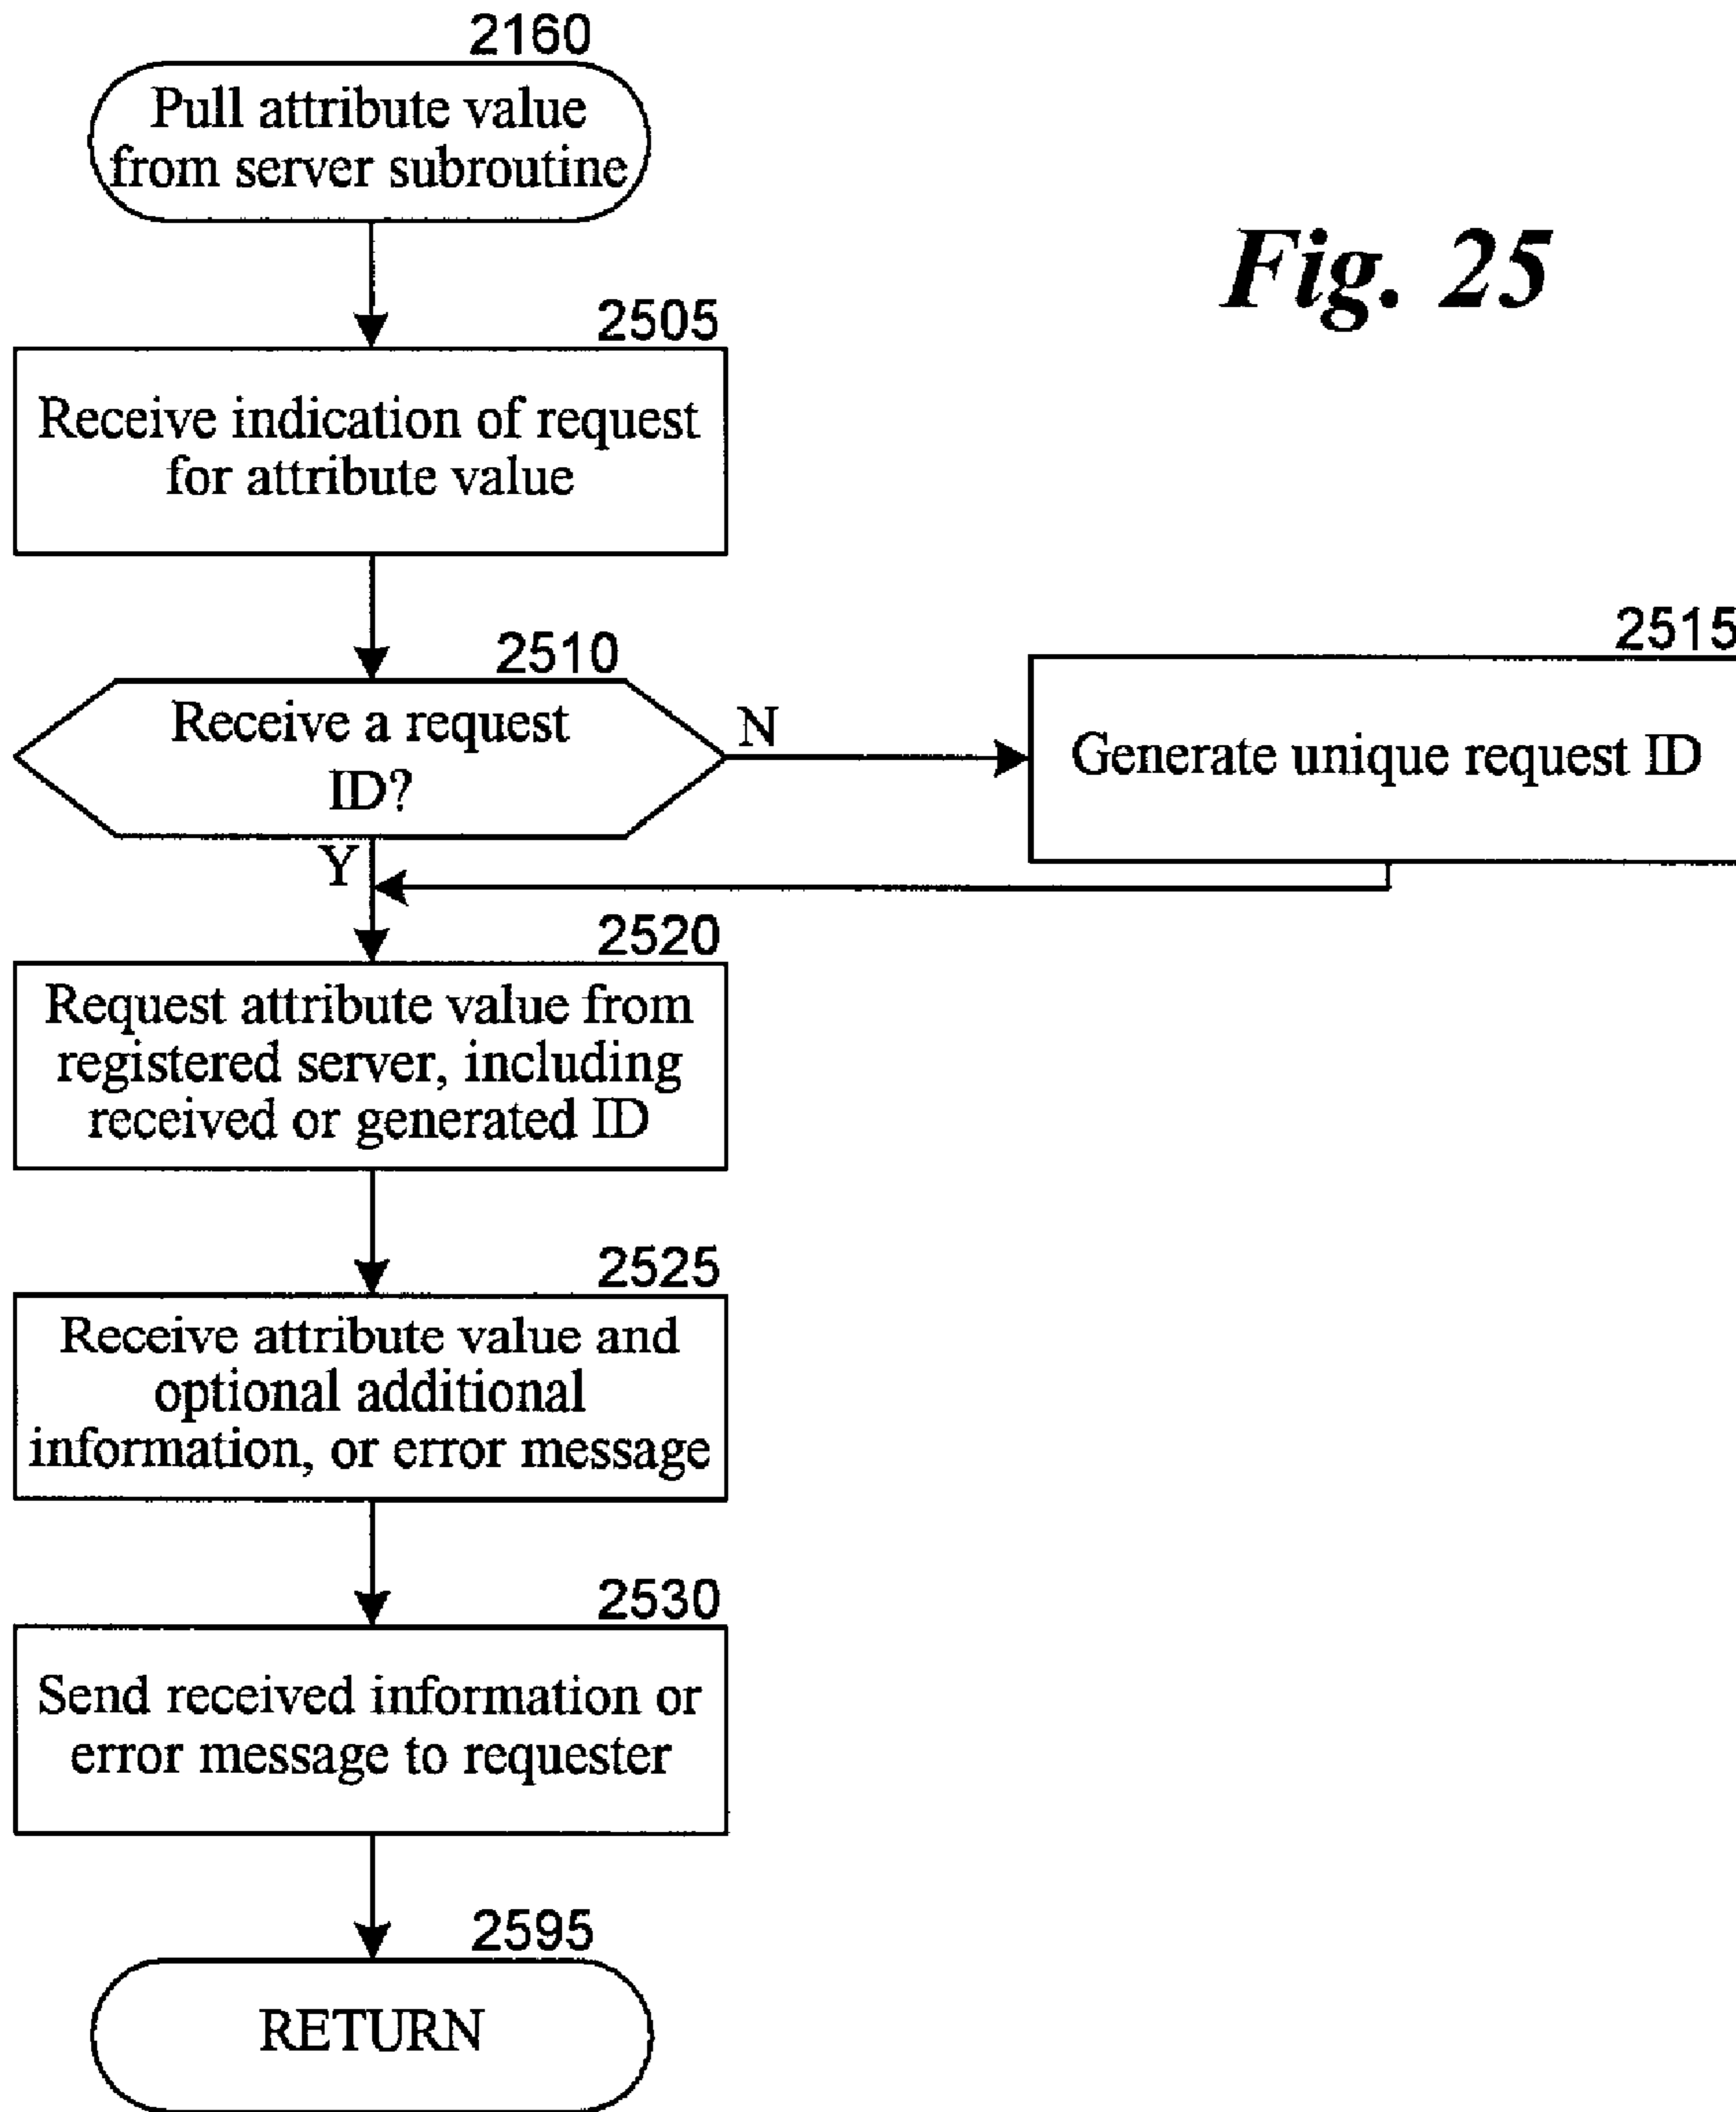 2160
Pull attribute value
from server subroutine
Fig. 25
2505
Receive indication of request
for attribute value
2510
Receive a request
ID?
N
2515
Generate unique request ID
Y
2520
Request attribute value from
registered server, including
received or generated ID
2525
Receive attribute value and
optional additional
information, or error message
2530
Send received information or
error message to requester
2595
RETURN